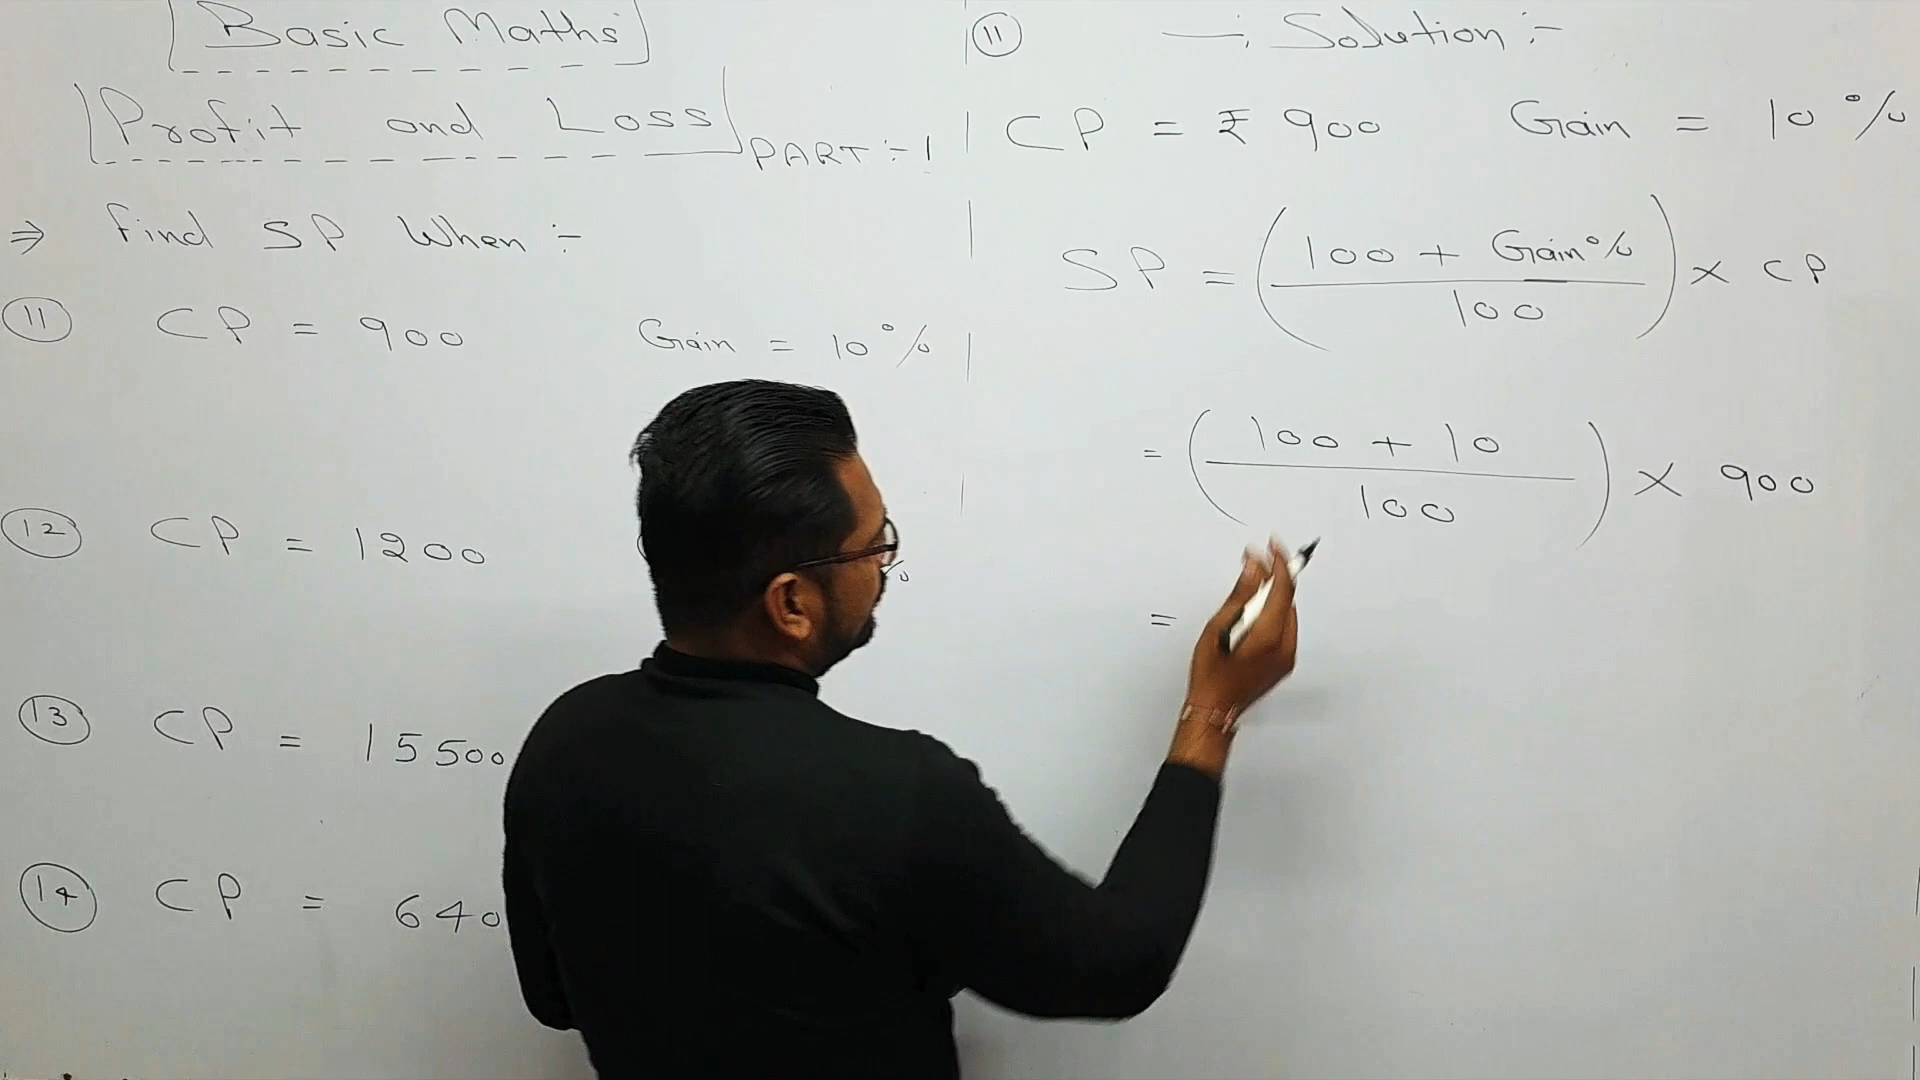 Basic Maths
Profit and Loss PART :- 1
⇒ Find SP When :-
11 CP = 900 Gain = 10%
12 CP = 1200
13 CP = 15500
14 CP = 640
11 Solution :-
CP = ₹ 900 Gain = 10%
SP = (100 + Gain% / 100) × CP
= (100 + 10 / 100) × 900
=